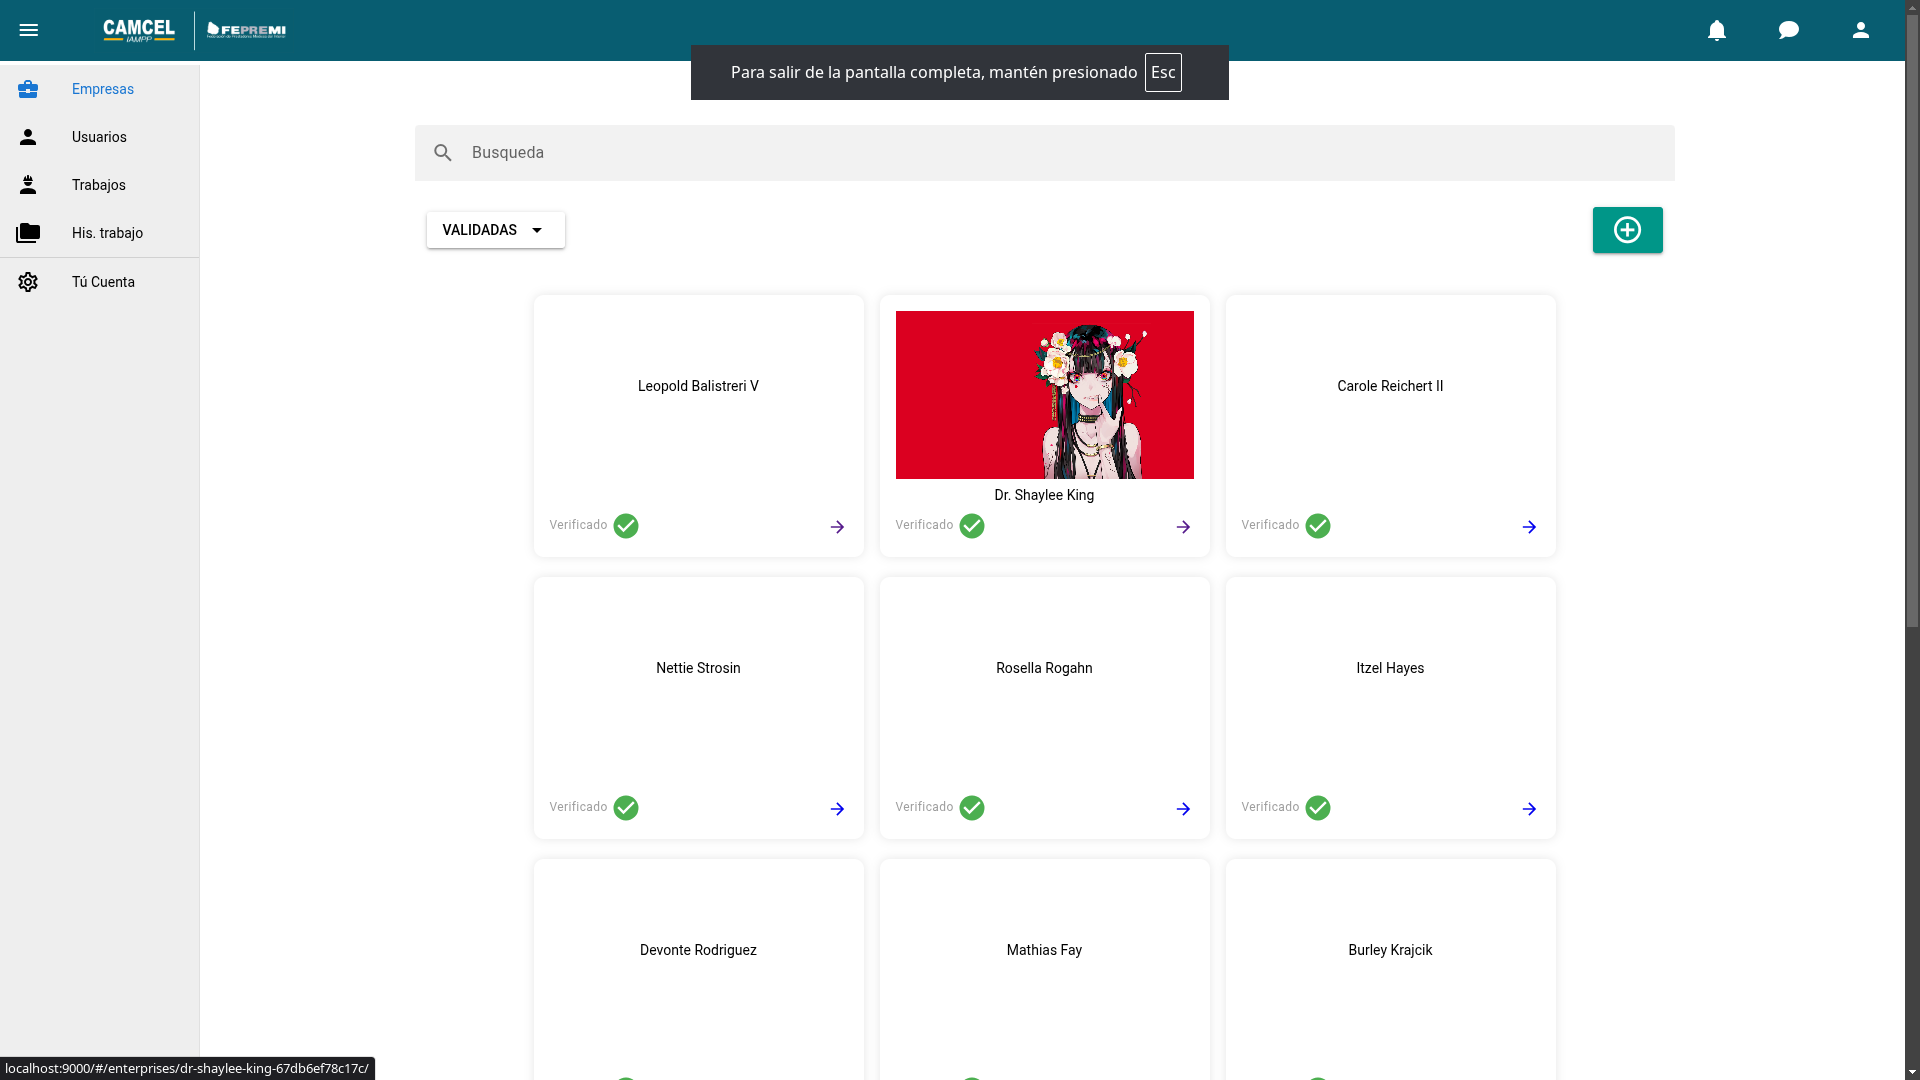 CAMCEL
IAMPP
FEPREMI
Para salir de la pantalla completa, mantén presionado Esc
Empresas
Usuarios
Trabajos
His. trabajo
Tú Cuenta
Busqueda
VALIDADAS
Leopold Balistreri V
Verificado
Dr. Shaylee King
Verificado
Carole Reichert II
Verificado
Nettie Strosin
Verificado
Rosella Rogahn
Verificado
Itzel Hayes
Verificado
Devonte Rodriguez
Mathias Fay
Burley Krajcik
localhost:9000/#/enterprises/dr-shaylee-king-67db6ef78c17c/